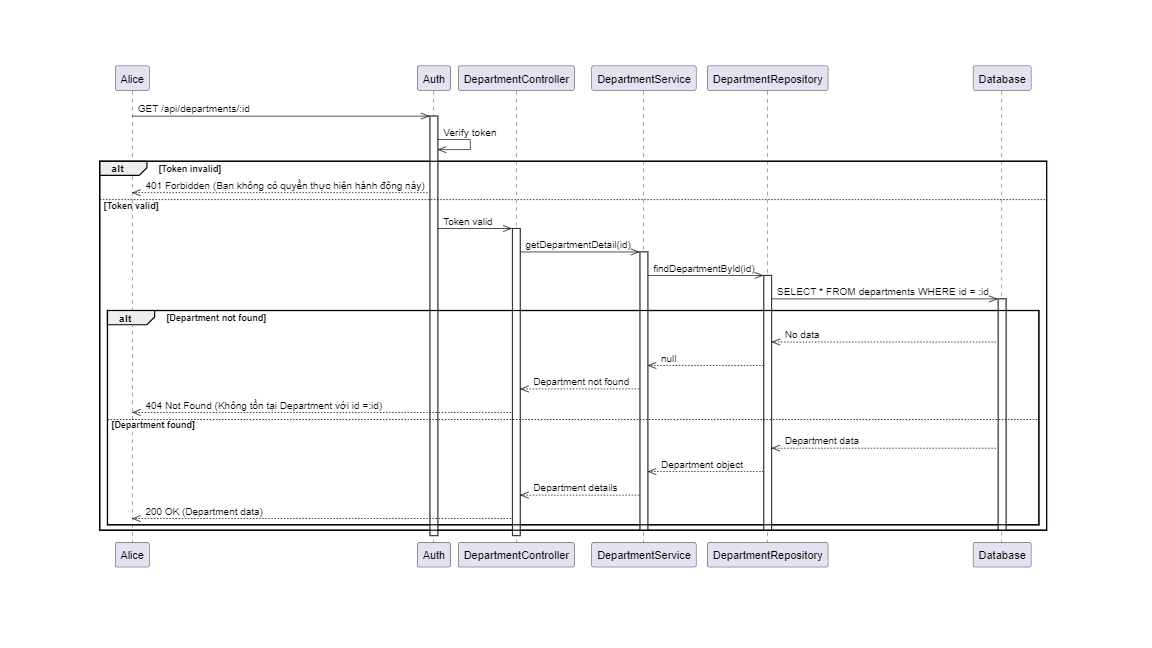 Alice
Auth
DepartmentController
DepartmentService
DepartmentRepository
Database
GET /api/departments/:id
Verify token
alt
[Token invalid]
401 Forbidden (Bạn không có quyền thực hiện hành động này)
[Token valid]
Token valid
getDepartmentDetail(id)
findDepartmentById(id)
SELECT * FROM departments WHERE id = :id
alt
[Department not found]
No data
null
Department not found
404 Not Found (Không tồn tại Department với id =:id)
[Department found]
Department data
Department object
Department details
200 OK (Department data)
Alice
Auth
DepartmentController
DepartmentService
DepartmentRepository
Database